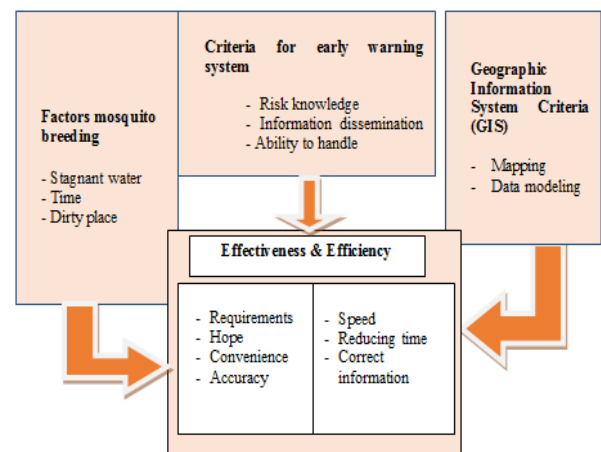 Factors mosquito
breeding
- Stagnant water
- Time
- Dirty place
Criteria for early warning
system
- Risk knowledge
- Information dissemination
- Ability to handle
Geographic
Information
System Criteria
(GIS)
- Mapping
- Data modeling
Effectiveness & Efficiency
- Requirements
- Hope
- Convenience
- Accuracy
- Speed
- Reducing time
- Correct
information